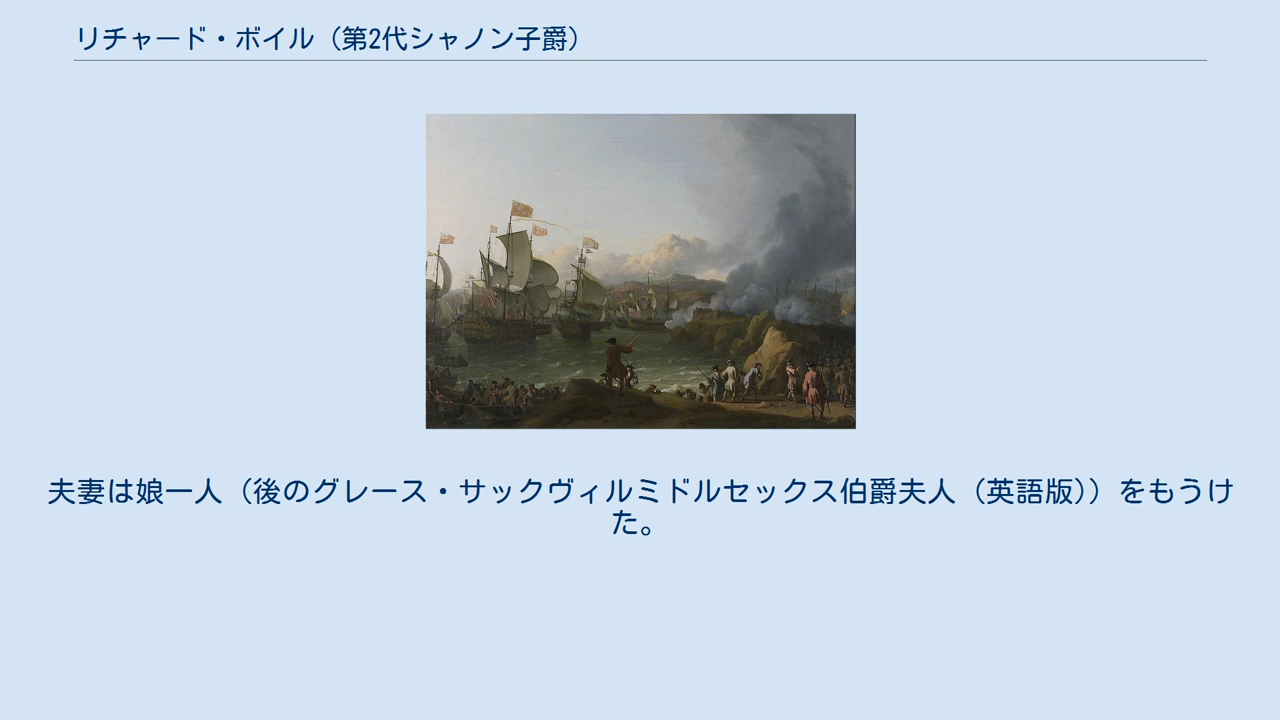 リチャード・ボイル（第2代シャノン子爵）
夫妻は娘一人（後のグレース・サックヴィルミドルセックス伯爵夫人（英語版））をもうけ
た。